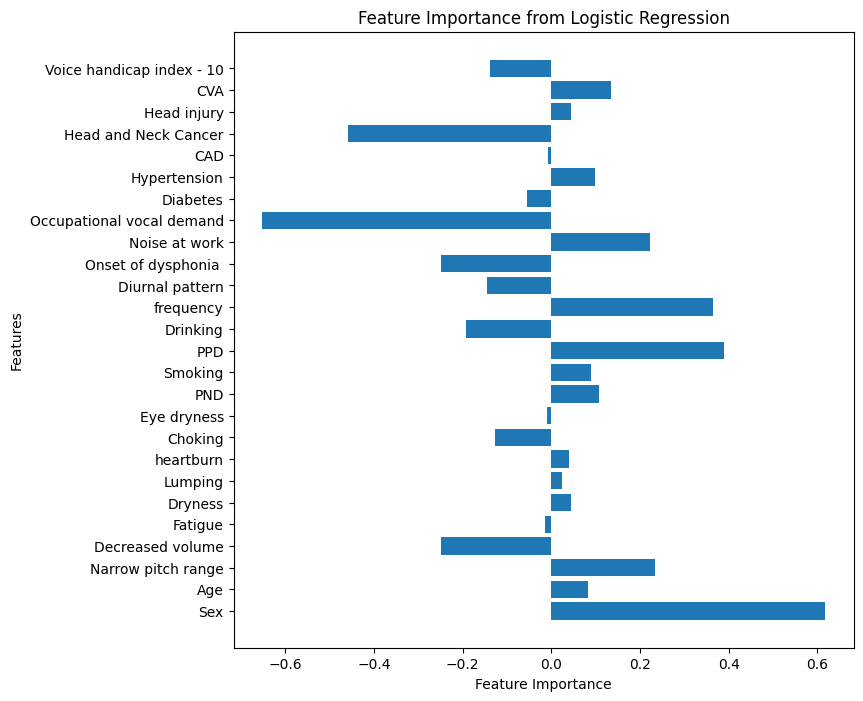 Feature Importance from Logistic Regression
Voice handicap index - 10
CVA
Head injury
Head and Neck Cancer
CAD
Hypertension
Diabetes
Occupational vocal demand
Noise at work
Onset of dysphonia
Diurnal pattern
frequency
Drinking
PPD
Smoking
PND
Eye dryness
Choking
heartburn
Lumping
Dryness
Fatigue
Decreased volume
Narrow pitch range
Age
Sex
Features
−0.6 −0.4 −0.2 0.0 0.2 0.4 0.6
Feature Importance